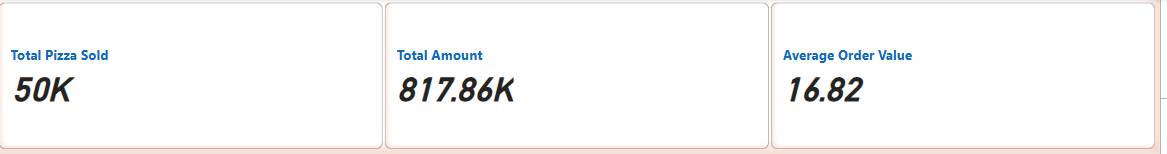 Total Pizza Sold
50K
Total Amount
817.86K
Average Order Value
16.82